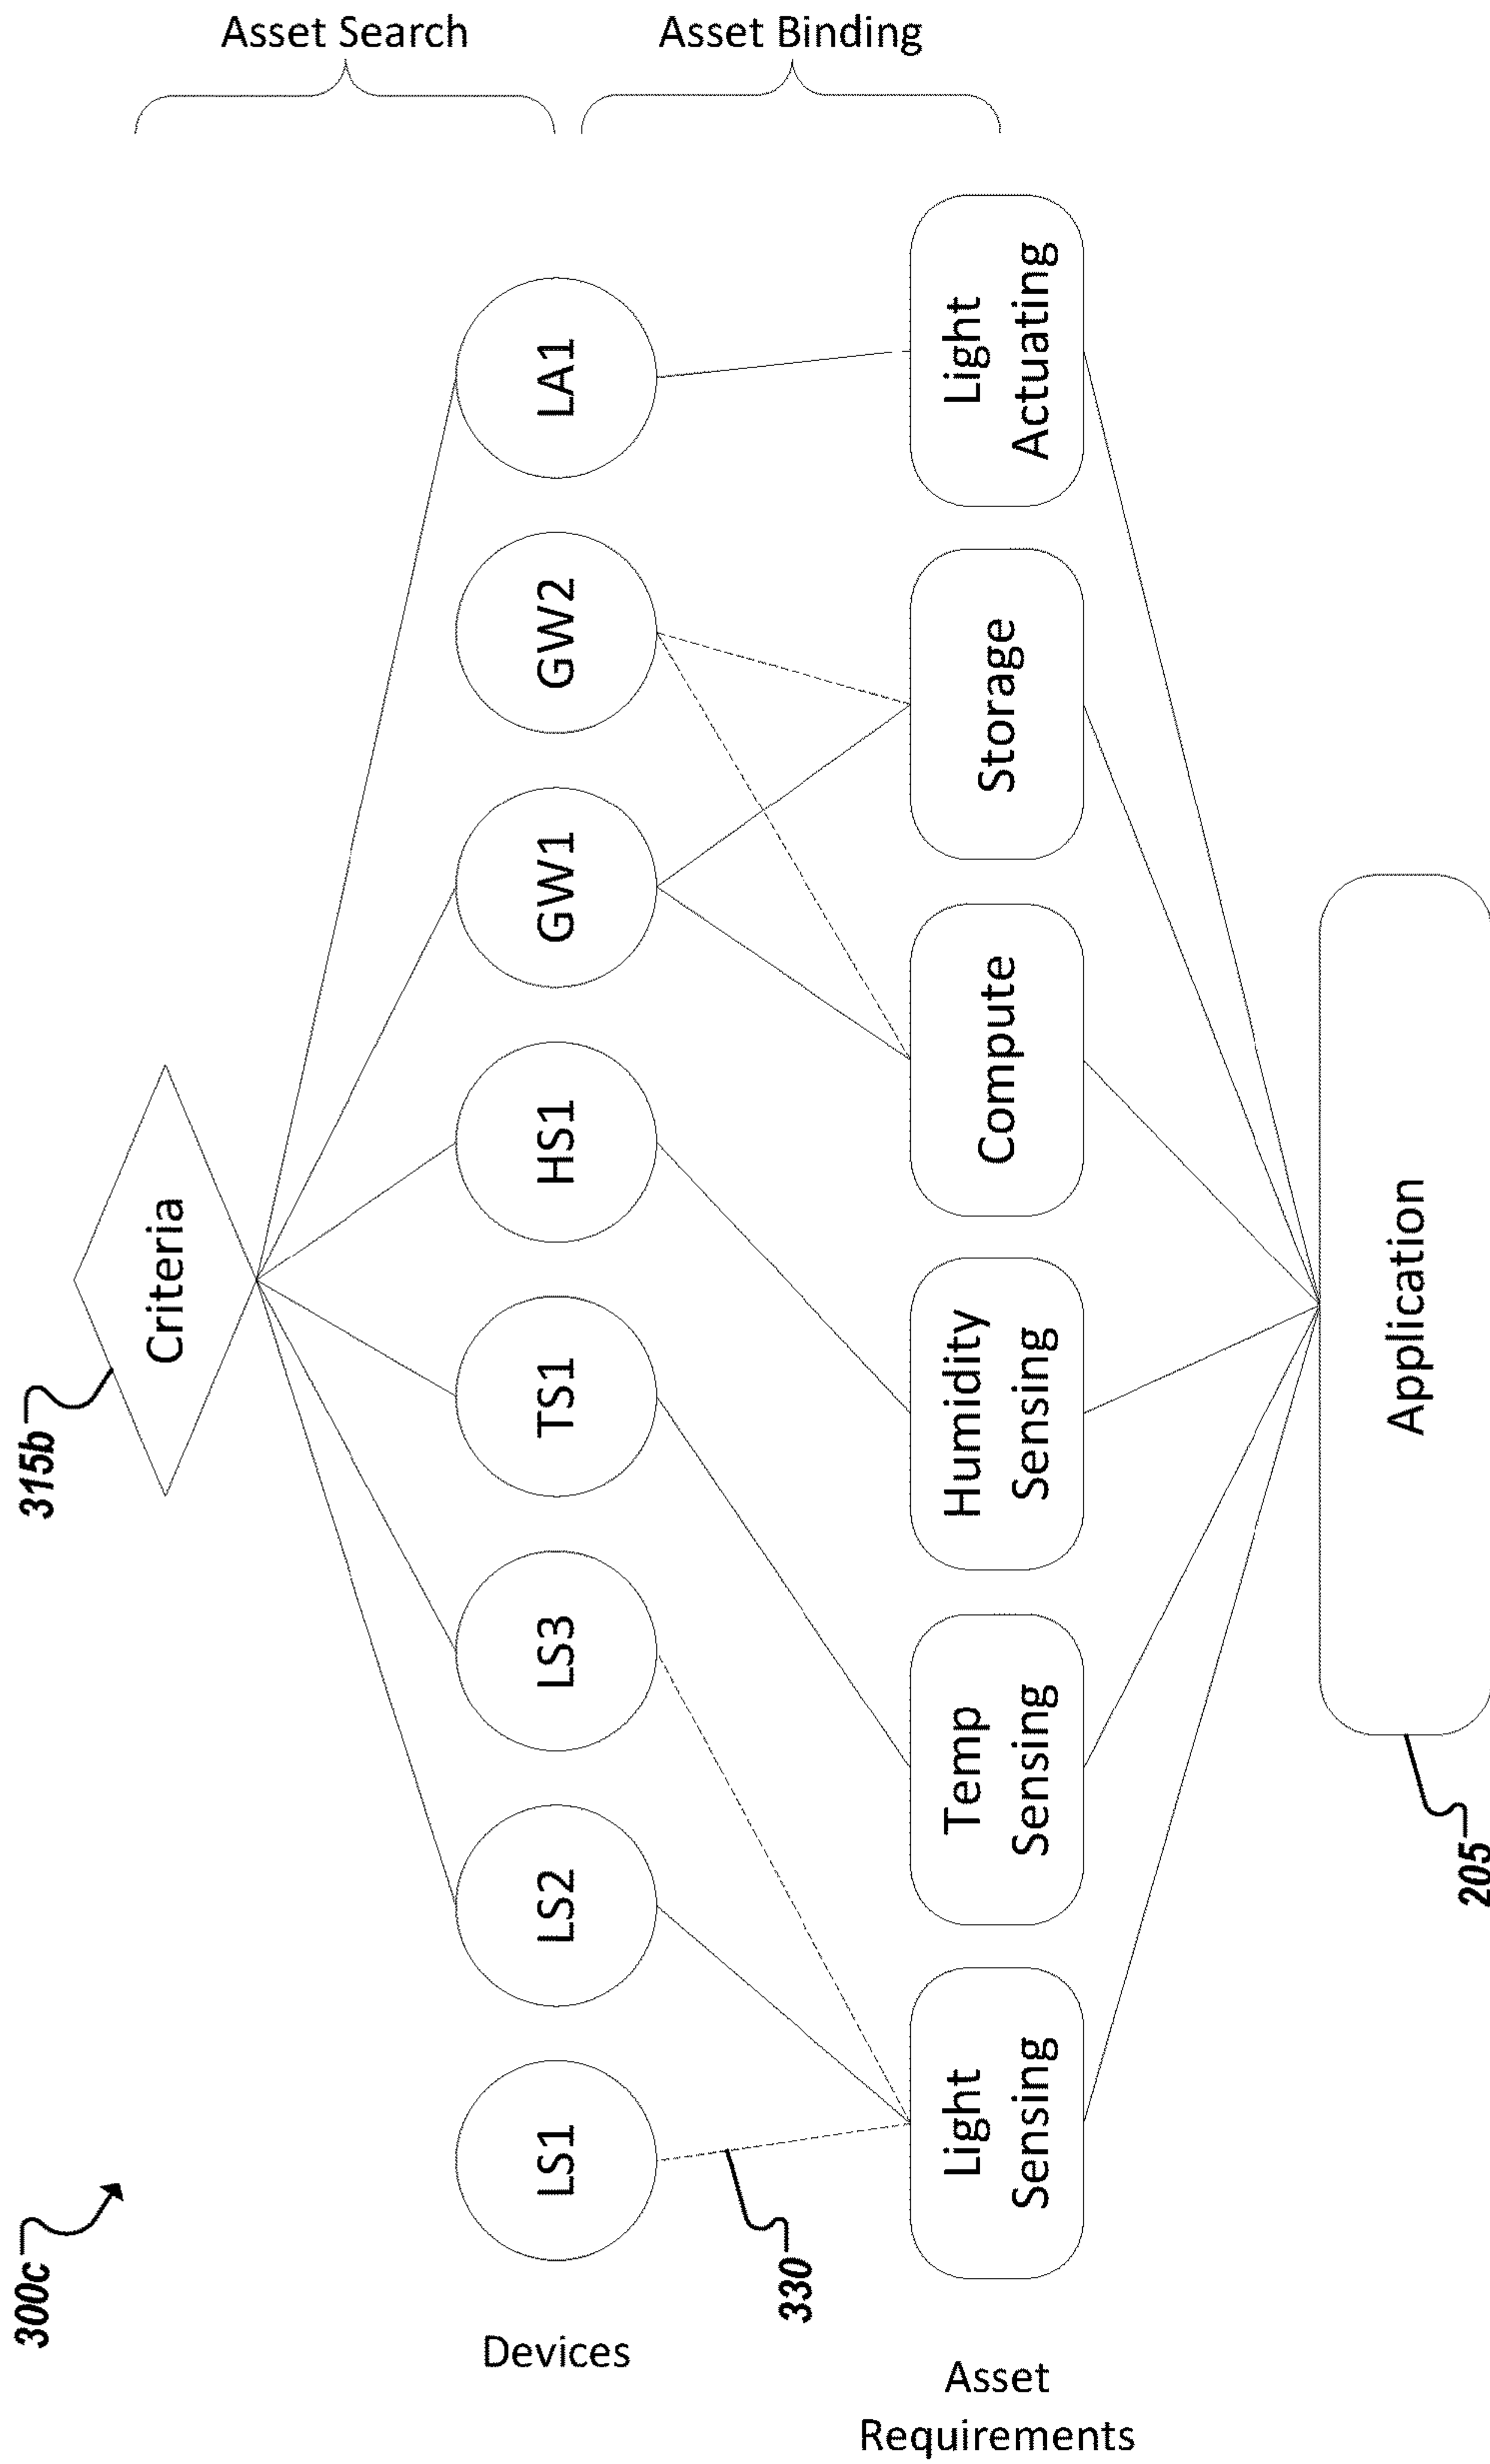 300c
315b
Criteria
Asset Search
Devices
LS1
LS2
LS3
TS1
HS1
GW1
GW2
LA1
330
Asset Binding
Asset
Requirements
Light
Sensing
Temp
Sensing
Humidity
Sensing
Compute
Storage
Light
Actuating
205
Application